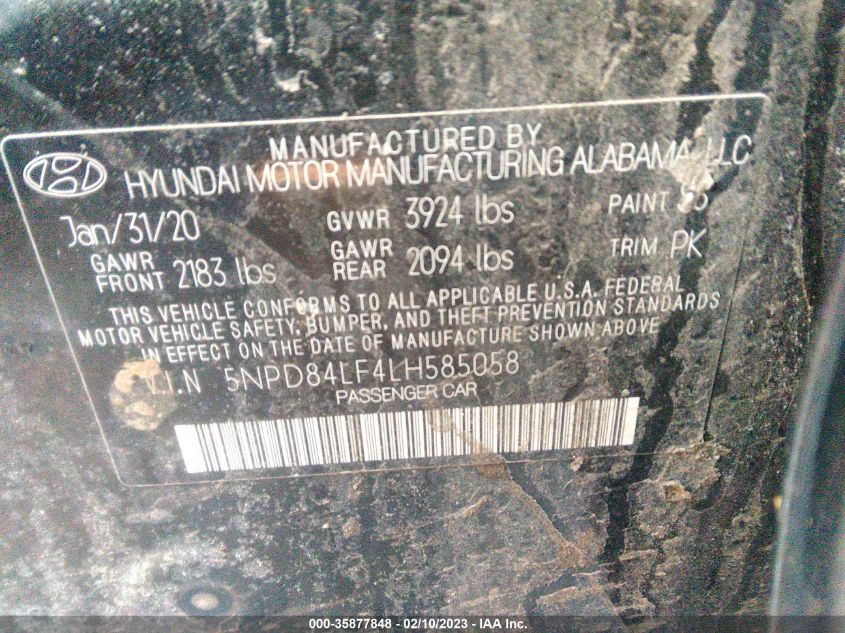 MANUFACTURED BY
HYUNDAI MOTOR MANUFACTURING ALABAMA, LLC
Jan/31/20 GVWR 3924 lbs PAINT
GAWR FRONT 2183 lbs GAWR REAR 2094 lbs TRIM PK
THIS VEHICLE CONFORMS TO ALL APPLICABLE U.S.A. FEDERAL
MOTOR VEHICLE SAFETY, BUMPER, AND THEFT PREVENTION STANDARDS
IN EFFECT ON THE DATE OF MANUFACTURE SHOWN ABOVE
V.I.N 5NPD84LF4LH585058
PASSENGER CAR
000-35877848 - 02/10/2023 - IAA Inc.